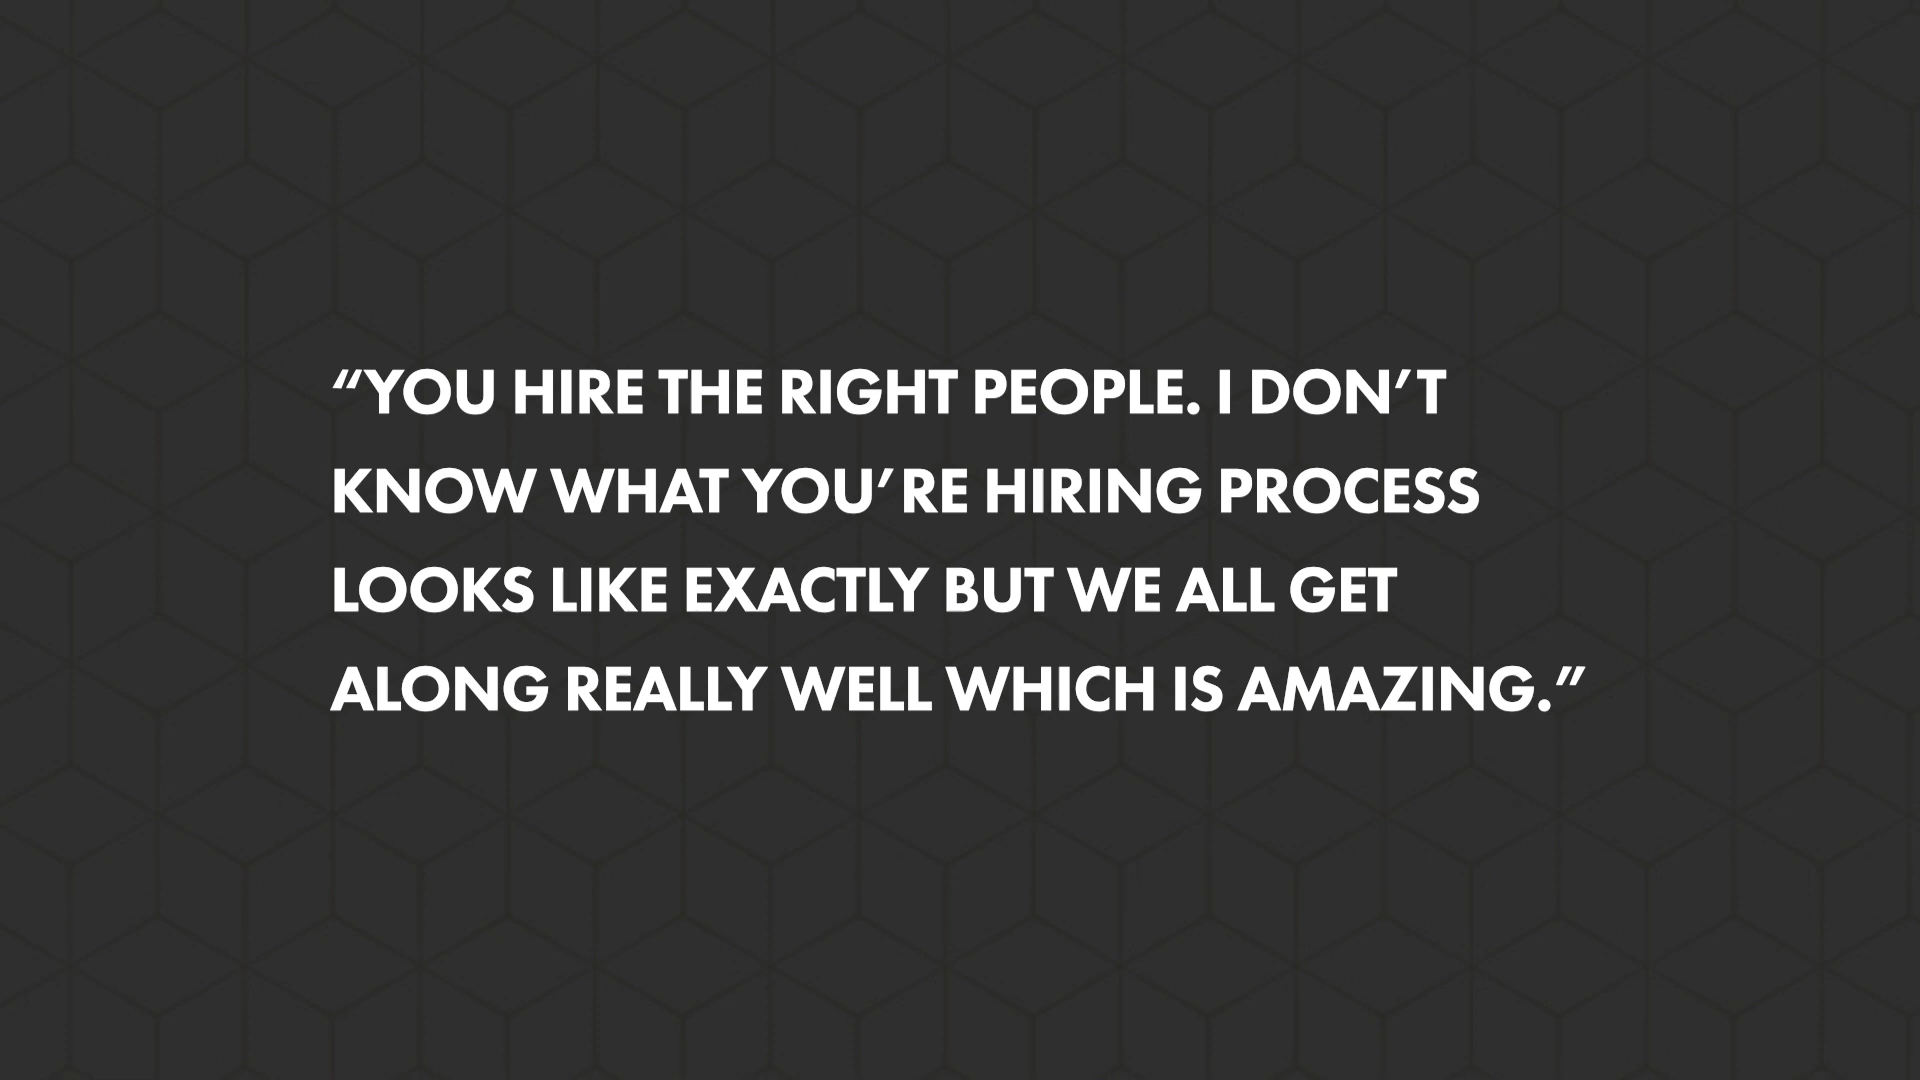 “YOU HIRE THE RIGHT PEOPLE. I DON’T
KNOW WHAT YOU’RE HIRING PROCESS
LOOKS LIKE EXACTLY BUT WE ALL GET
ALONG REALLY WELL WHICH IS AMAZING.”